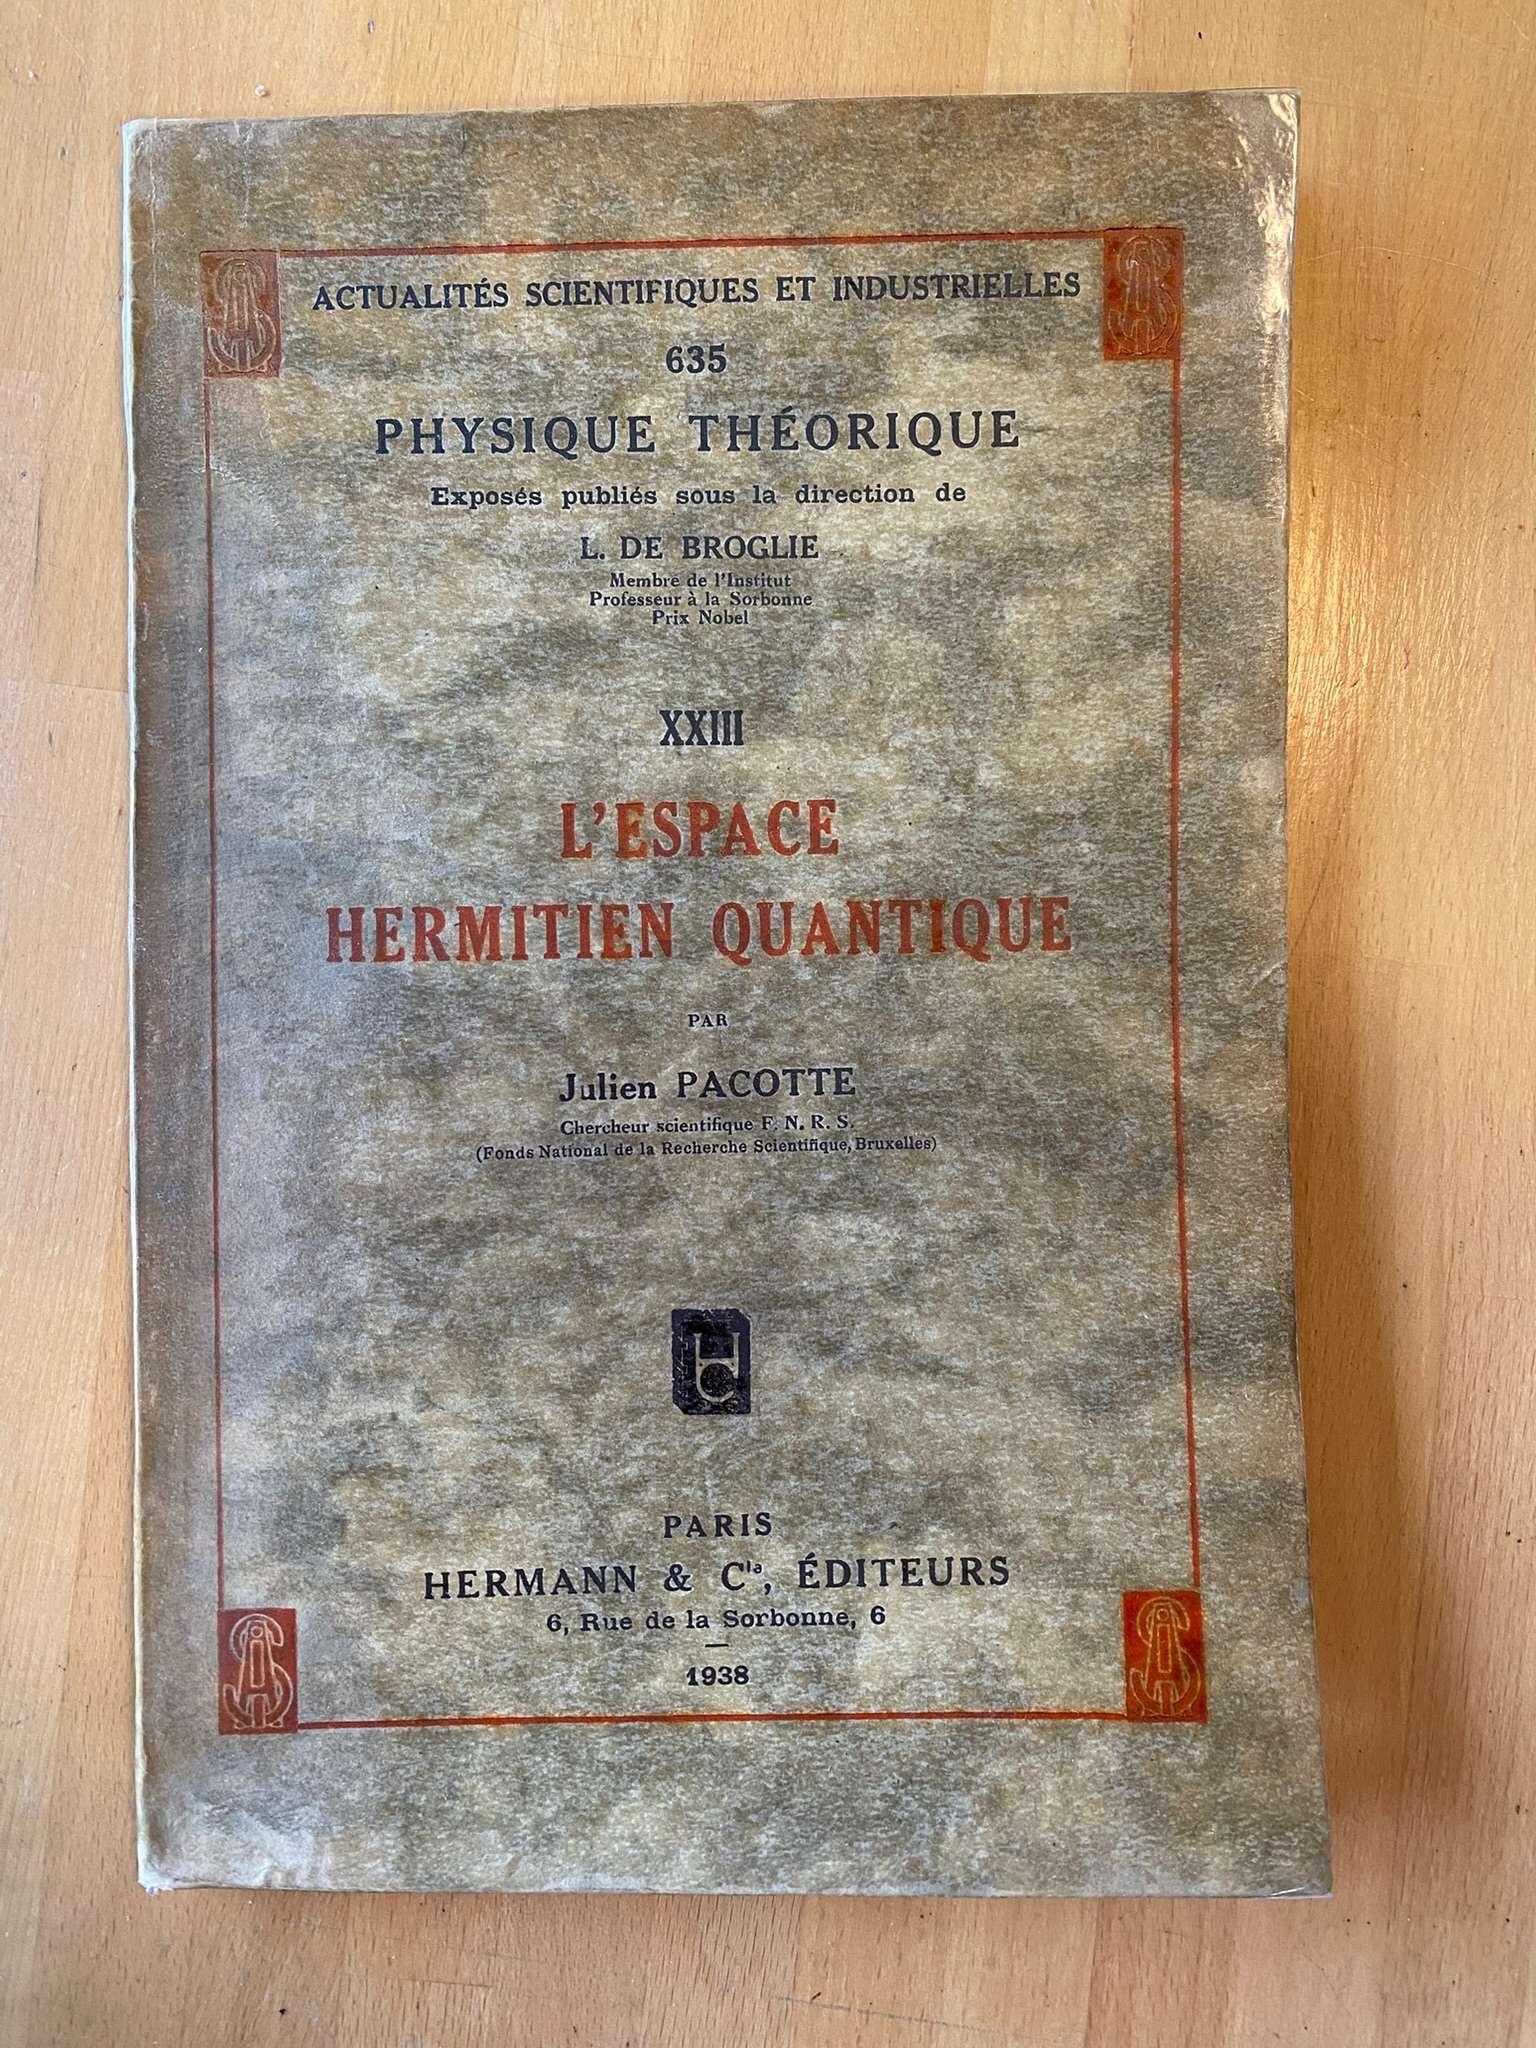 ACTUALITÉS SCIENTIFIQUES ET INDUSTRIELLES
635
PHYSIQUE THÉORIQUE
Exposés publiés sous la direction de
L. DE BROGLIE
Membre de l'Institut
Professeur à la Sorbonne
Prix Nobel
XXIII
L'ESPACE
HERMITIEN QUANTIQUE
PAR
Julien PACOTTE
Chercheur scientifique F. N. R. S.
(Fonds National de la Recherche Scientifique, Bruxelles)
HC
PARIS
HERMANN & Cie, ÉDITEURS
6, Rue de la Sorbonne, 6
1938